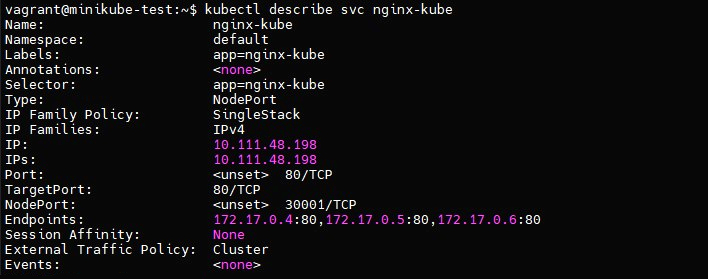 vagrant@minikube-test:~$ kubectl describe svc nginx-kube
Name:                     nginx-kube
Namespace:                default
Labels:                   app=nginx-kube
Annotations:              <none>
Selector:                 app=nginx-kube
Type:                     NodePort
IP Family Policy:         SingleStack
IP Families:              IPv4
IP:                       10.111.48.198
IPs:                      10.111.48.198
Port:                     <unset>  80/TCP
TargetPort:               80/TCP
NodePort:                 <unset>  30001/TCP
Endpoints:                172.17.0.4:80,172.17.0.5:80,172.17.0.6:80
Session Affinity:         None
External Traffic Policy:  Cluster
Events:                   <none>